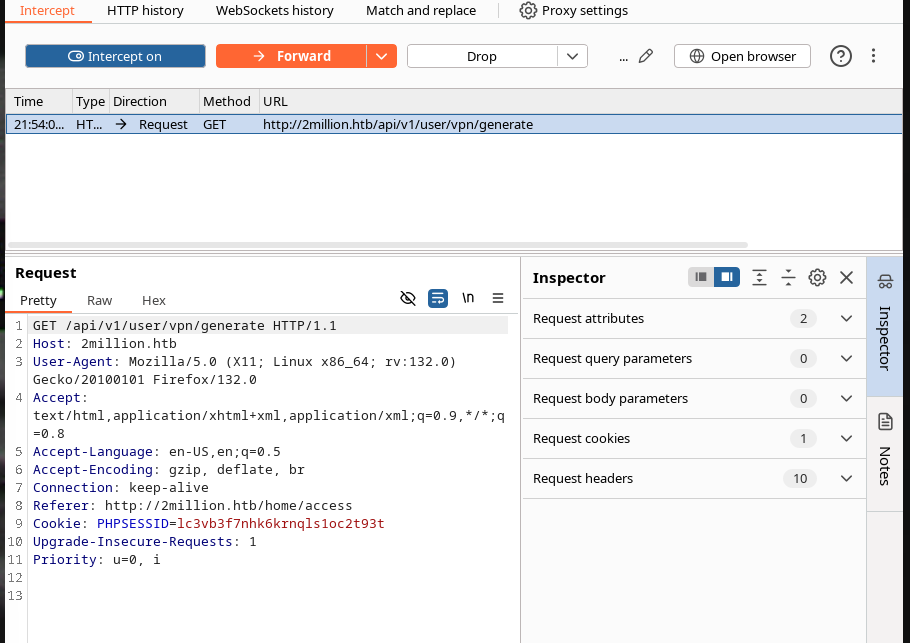 Intercept HTTP history WebSockets history Match and replace Proxy settings
Intercept on Forward Drop ... Open browser
Time Type Direction Method URL
21:54:0... HT... Request GET http://2million.htb/api/v1/user/vpn/generate
Request
Pretty Raw Hex \n
1 GET /api/v1/user/vpn/generate HTTP/1.1
2 Host: 2million.htb
3 User-Agent: Mozilla/5.0 (X11; Linux x86_64; rv:132.0)
Gecko/20100101 Firefox/132.0
4 Accept:
text/html,application/xhtml+xml,application/xml;q=0.9,*/*;q
=0.8
5 Accept-Language: en-US,en;q=0.5
6 Accept-Encoding: gzip, deflate, br
7 Connection: keep-alive
8 Referer: http://2million.htb/home/access
9 Cookie: PHPSESSID=lc3vb3f7nhk6krnqls1oc2t93t
10 Upgrade-Insecure-Requests: 1
11 Priority: u=0, i
12
13
Inspector
Request attributes 2
Request query parameters 0
Request body parameters 0
Request cookies 1
Request headers 10
Inspector
Notes